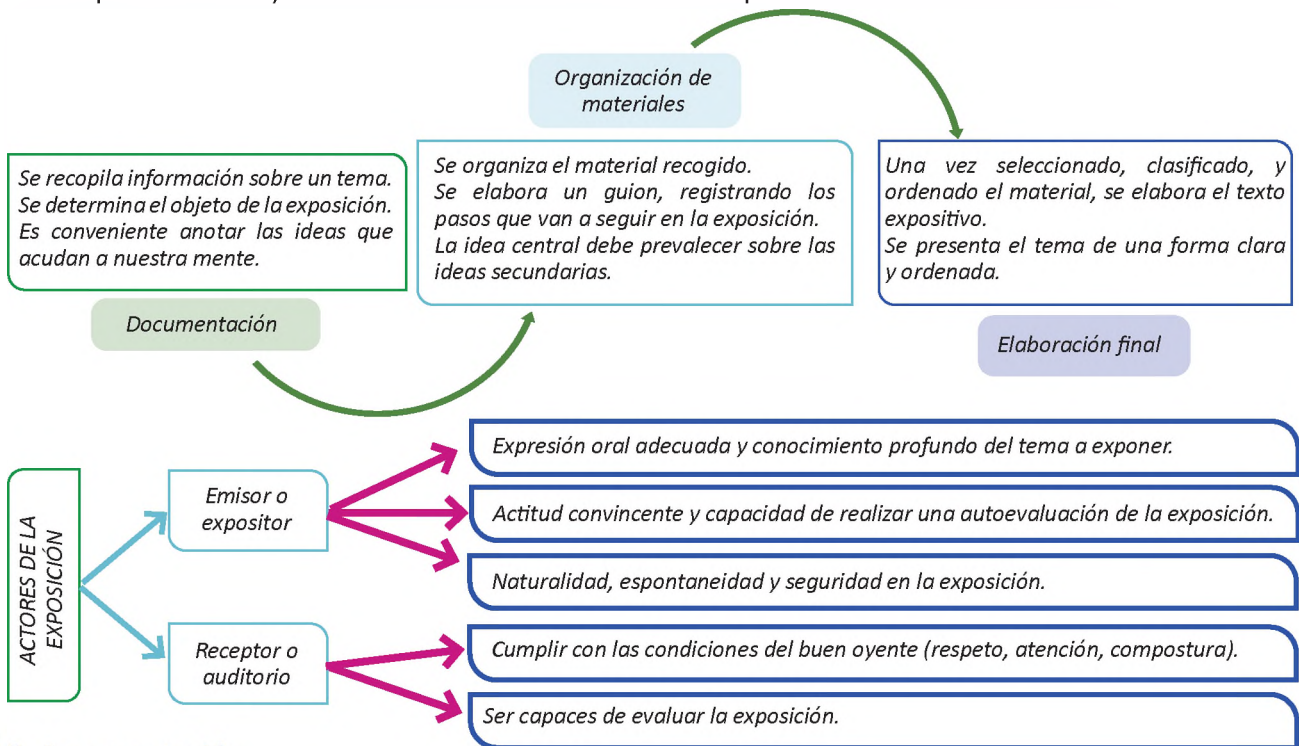 Organización de
materiales
Se recopila información sobre un tema.
Se determina el objeto de la exposición.
Es conveniente anotar las ideas que
acudan a nuestra mente.
Documentación
Se organiza el material recogido.
Se elabora un guion, registrando los
pasos que van a seguir en la exposición.
La idea central debe prevalecer sobre las
ideas secundarias.
Una vez seleccionado, clasificado, y
ordenado el material, se elabora el texto
expositivo.
Se presenta el tema de una forma clara
y ordenada.
Elaboración final
ACTORES DE LA
EXPOSICIÓN
Emisor o
expositor
Expresión oral adecuada y conocimiento profundo del tema a exponer.
Actitud convincente y capacidad de realizar una autoevaluación de la exposición.
Naturalidad, espontaneidad y seguridad en la exposición.
Receptor o
auditorio
Cumplir con las condiciones del buen oyente (respeto, atención, compostura).
Ser capaces de evaluar la exposición.